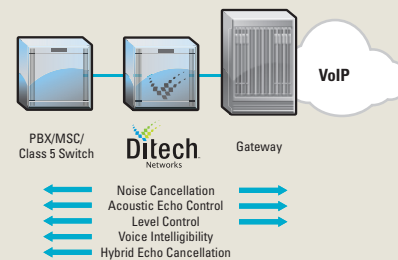 VoIP
PBX/MSC/
Class 5 Switch
Ditech
Networks
Gateway
Noise Cancellation
Acoustic Echo Control
Level Control
Voice Intelligibility
Hybrid Echo Cancellation